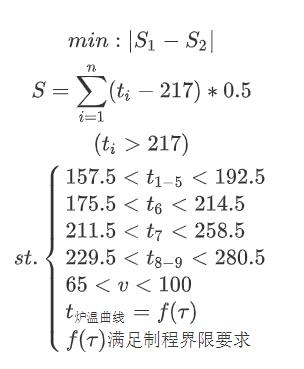 min : |S₁ − S₂|
S = ∑ⁿᵢ₌₁(tᵢ − 217) * 0.5
(tᵢ > 217)
st. { 157.5 < t₁₋₅ < 192.5
175.5 < t₆ < 214.5
211.5 < t₇ < 258.5
229.5 < t₈₋₉ < 280.5
65 < v < 100
t炉温曲线 = f(τ)
f(τ)满足制程界限要求